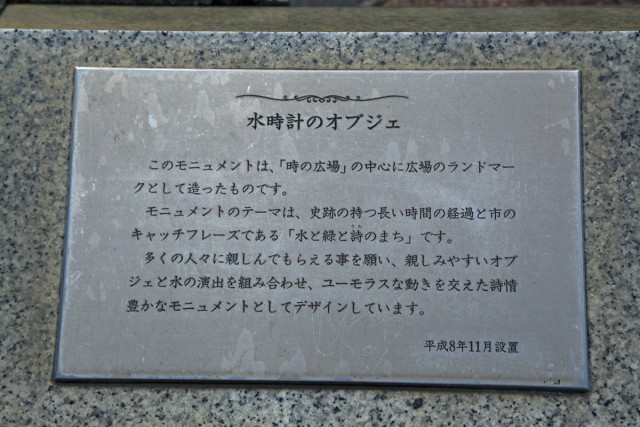 水時計のオブジェ
このモニュメントは、「時の広場」の中心に広場のランドマー
クとして造ったものです。
モニュメントのテーマは、史跡の持つ長い時間の経過と市の
キャッチフレーズである「水と緑と詩のまち」です。
多くの人々に親しんでもらえる事を願い、親しみやすいオブ
ジェと水の演出を組み合わせ、ユーモラスな動きを交えた詩情
豊かなモニュメントとしてデザインしています。
平成8年11月設置